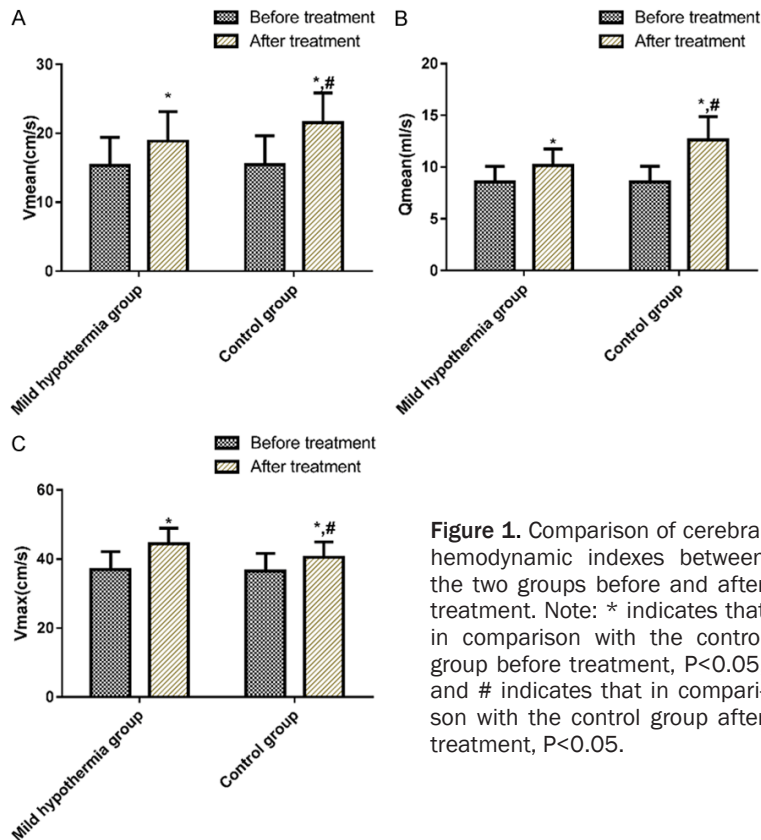 A
Before treatment
After treatment
30
20
10
0
Vmean(cm/s)
*
*,#
Mild hypothermia group
Control group
B
Before treatment
After treatment
20
15
10
5
0
Qmean(ml/s)
*
*,#
Mild hypothermia group
Control group
C
Before treatment
After treatment
60
40
20
0
Vmax(cm/s)
*
*,#
Mild hypothermia group
Control group
Figure 1. Comparison of cerebral
hemodynamic indexes between
the two groups before and after
treatment. Note: * indicates that
in comparison with the control
group before treatment, P<0.05,
and # indicates that in compari-
son with the control group after
treatment, P<0.05.